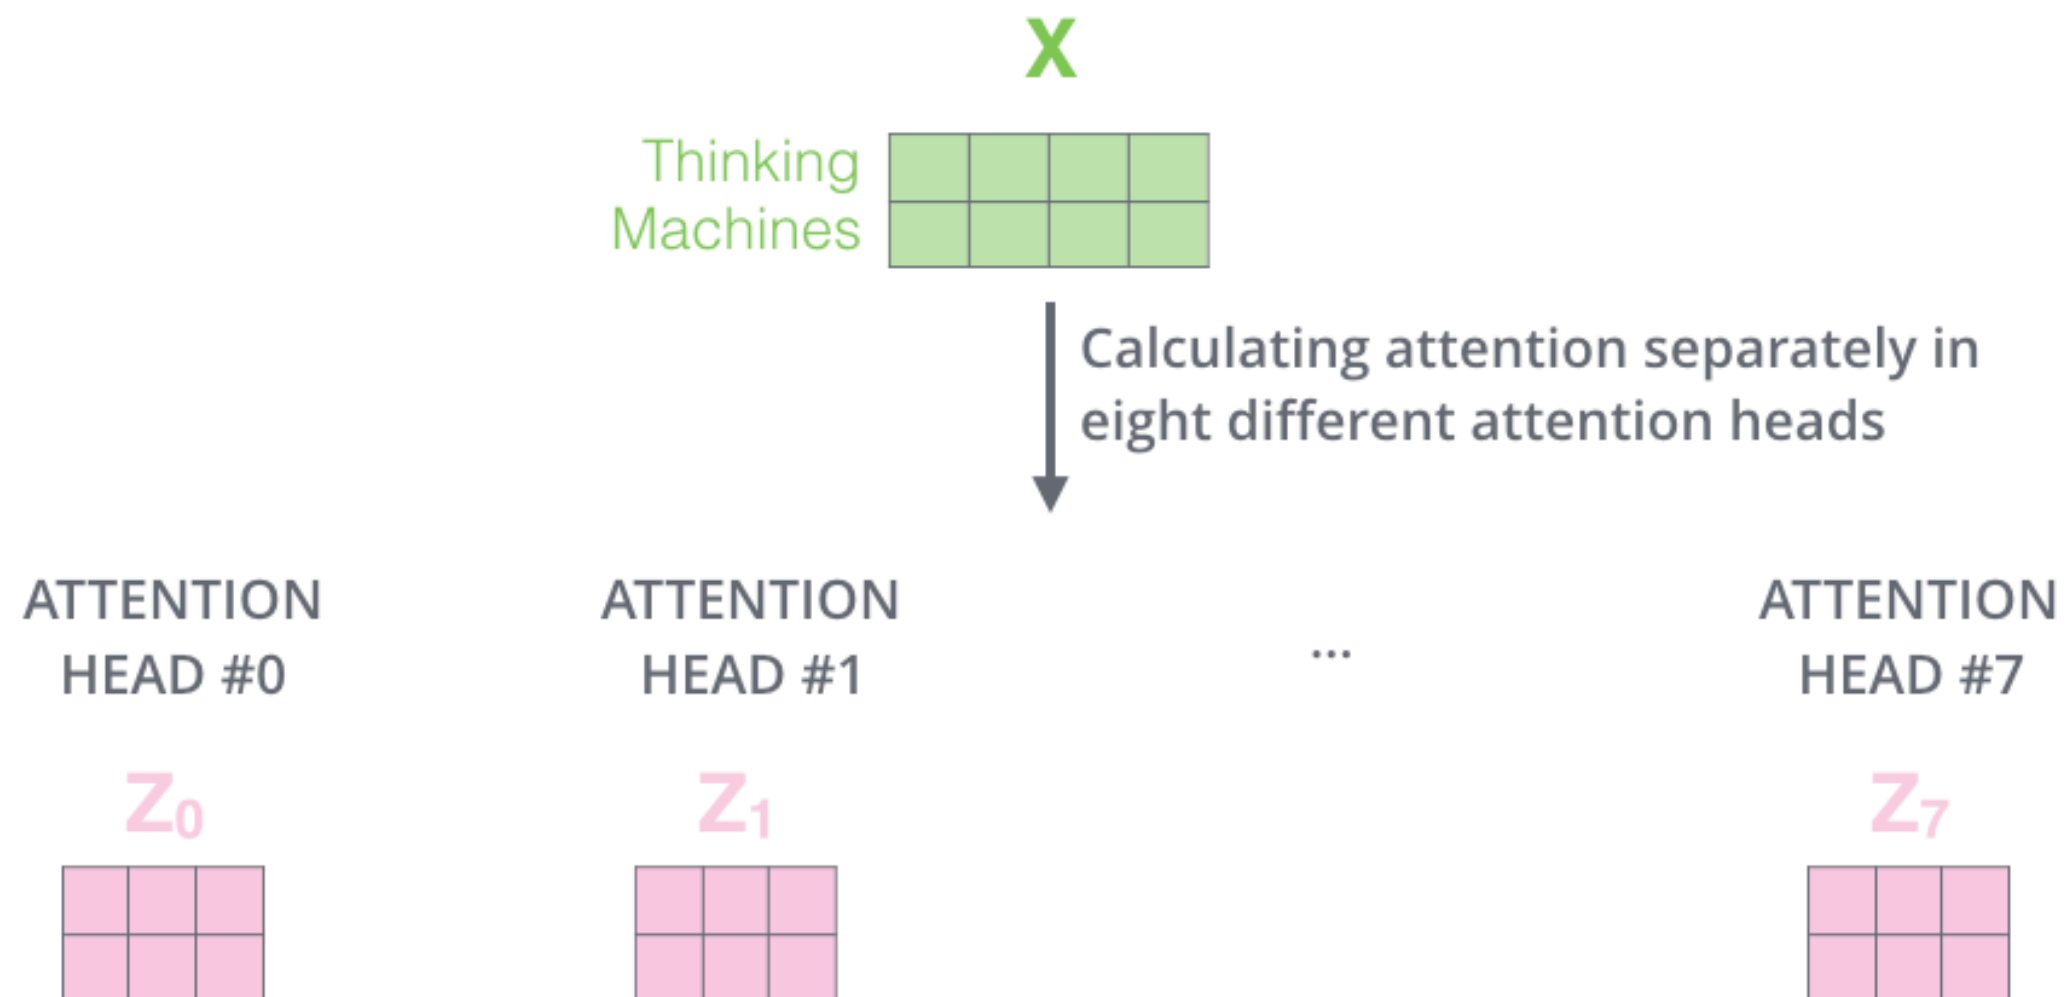 X
Thinking
Machines
Calculating attention separately in
eight different attention heads
ATTENTION
HEAD #0
ATTENTION
HEAD #1
...
ATTENTION
HEAD #7
Z0
Z1
Z7